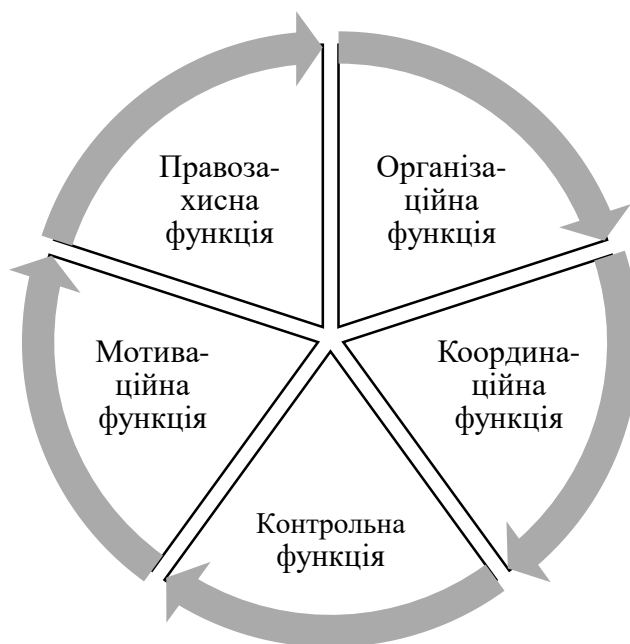 Правоза-
хисна
функція
Організа-
ційна
функція
Мотива-
ційна
функція
Координа-
ційна
функція
Контрольна
функція